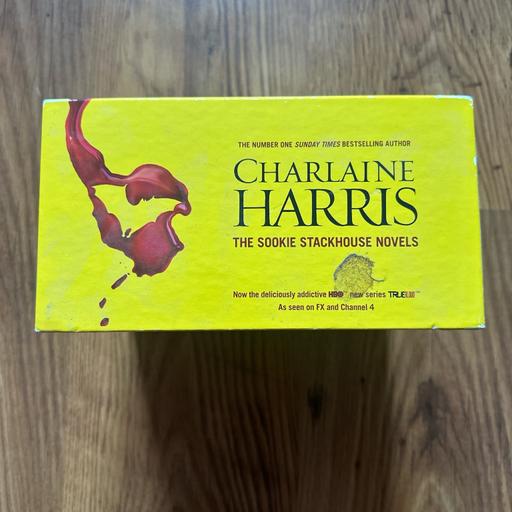 THE NUMBER ONE SUNDAY TIMES BESTSELLING AUTHOR
CHARLAINE
HARRIS
THE SOOKIE STACKHOUSE NOVELS
Now the deliciously addictive HBO new series TRUEBLOOD™
As seen on FX and Channel 4